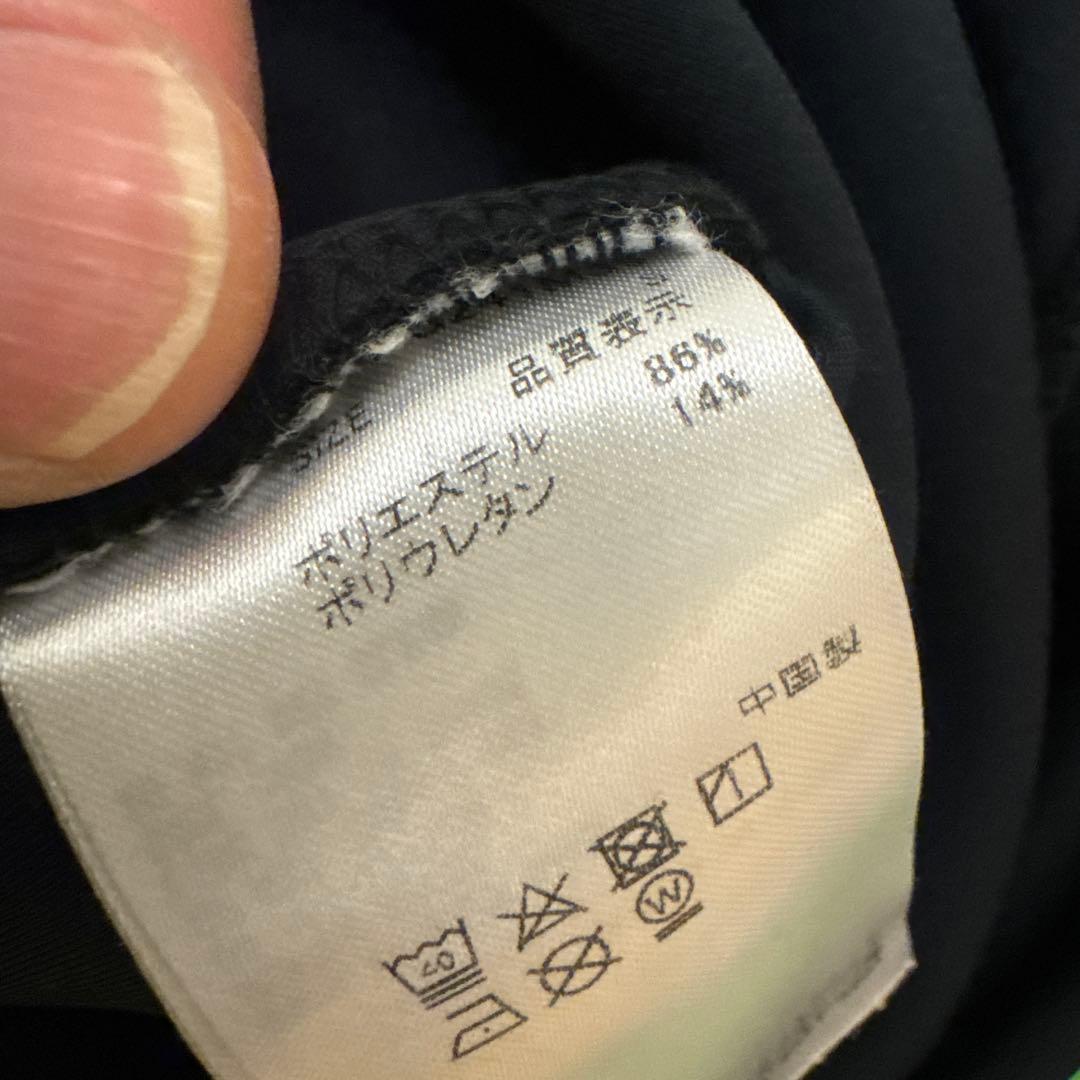 品質表示
SIZE
ポリエステル 86%
ポリウレタン 14%
中国製
40
W